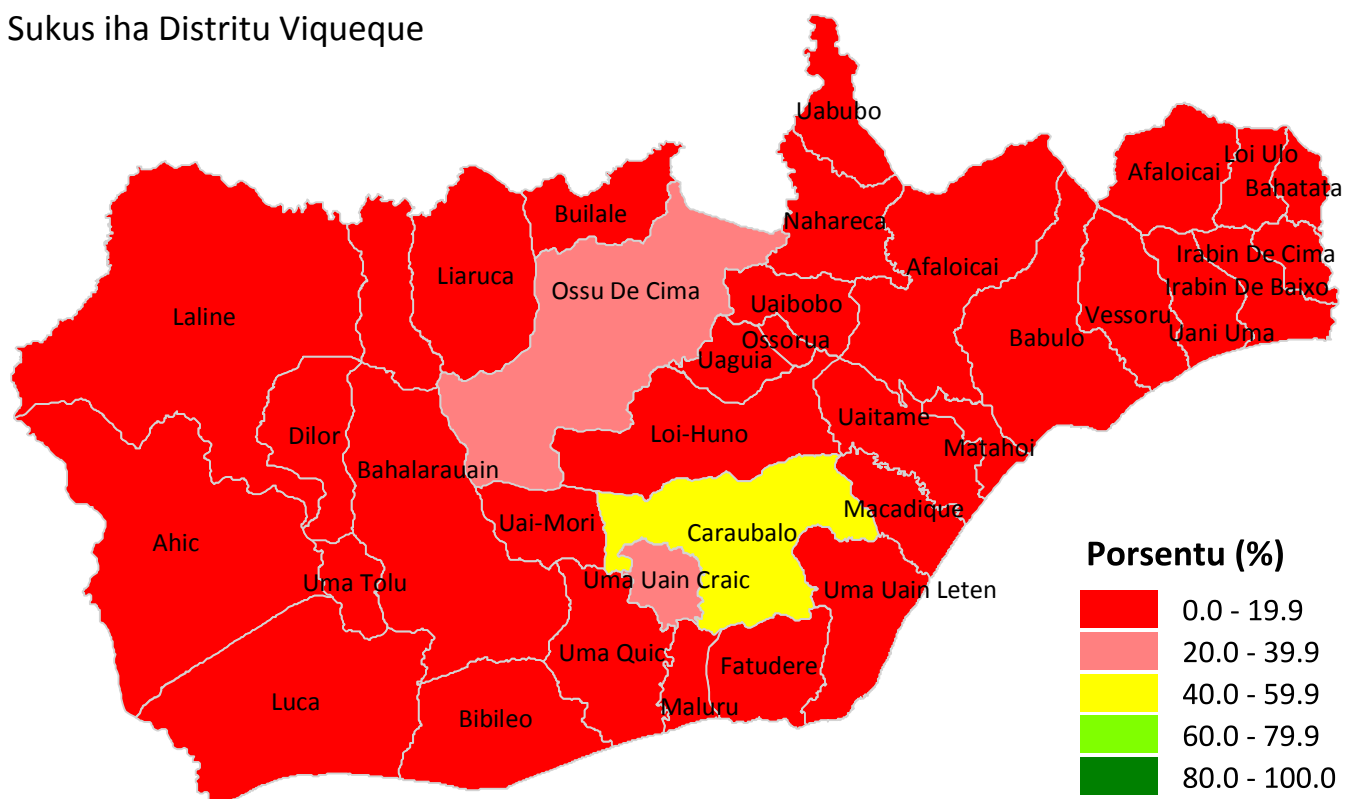 Sukus iha Distritu Viqueque
Uabubo
Loi Ulo
Afaloicai
Bahatata
Builale
Nahareca
Irabin De Cima
Liaruca
Afaloicai
Ossu De Cima
Irabin De Baixo
Uaibobo
Laline
Vessoru
Uani Uma
Ossorua
Babulo
Uaguia
Uaitame
Dilor
Loi-Huno
Matahoi
Bahalarauain
Macadique
Uai-Mori
Caraubalo
Ahic
Uma Tolu
Uma Uain Craic
Uma Uain Leten
Uma Quic
Fatudere
Luca
Maluru
Bibileo
Porsentu (%)
0.0 - 19.9
20.0 - 39.9
40.0 - 59.9
60.0 - 79.9
80.0 - 100.0